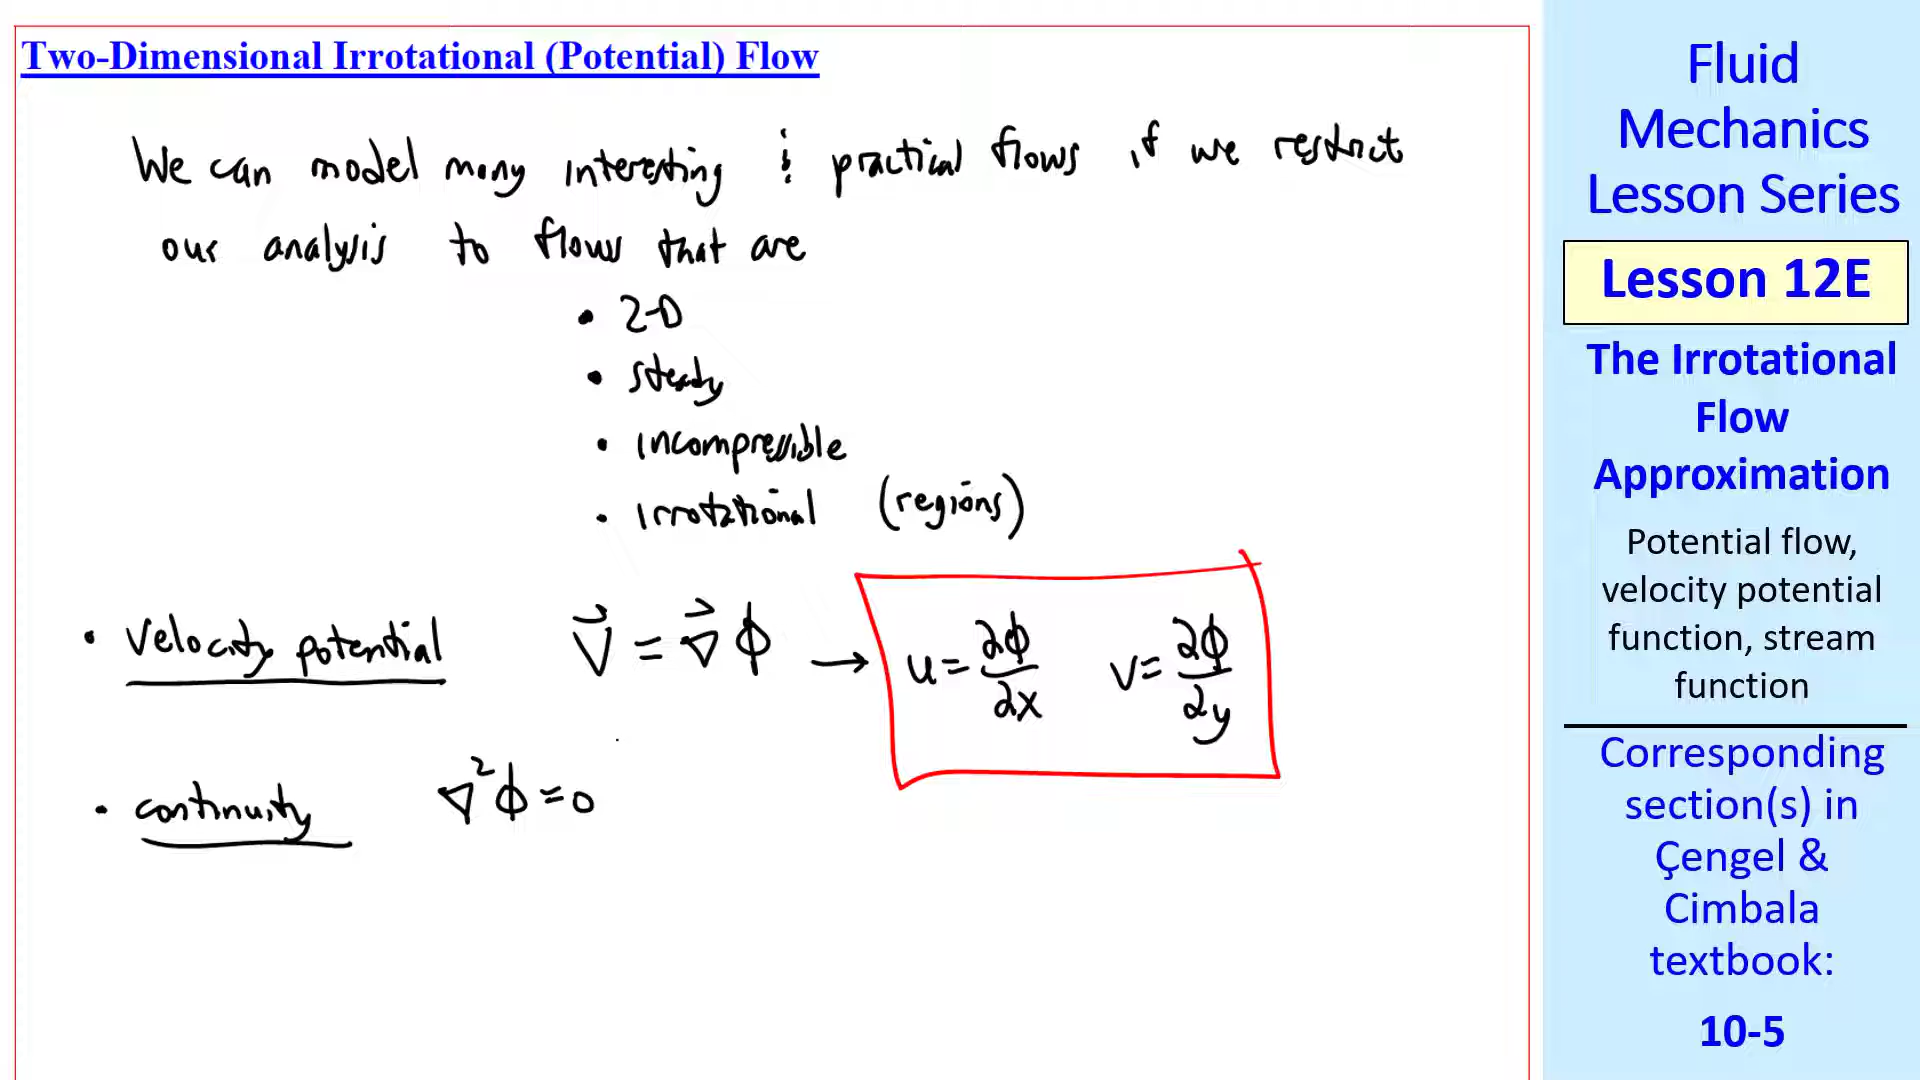 Two-Dimensional Irrotational (Potential) Flow
We can model many interesting & practical flows if we restrict
our analysis to flows that are
• 2-D
• steady
• incompressible
• irrotational (regions)
• Velocity potential V⃗ = ∇⃗ϕ → u = ∂ϕ/∂x v = ∂ϕ/∂y
• continuity ∇²ϕ = 0
Fluid
Mechanics
Lesson Series
Lesson 12E
The Irrotational
Flow
Approximation
Potential flow,
velocity potential
function, stream
function
Corresponding
section(s) in
Çengel &
Cimbala
textbook:
10-5